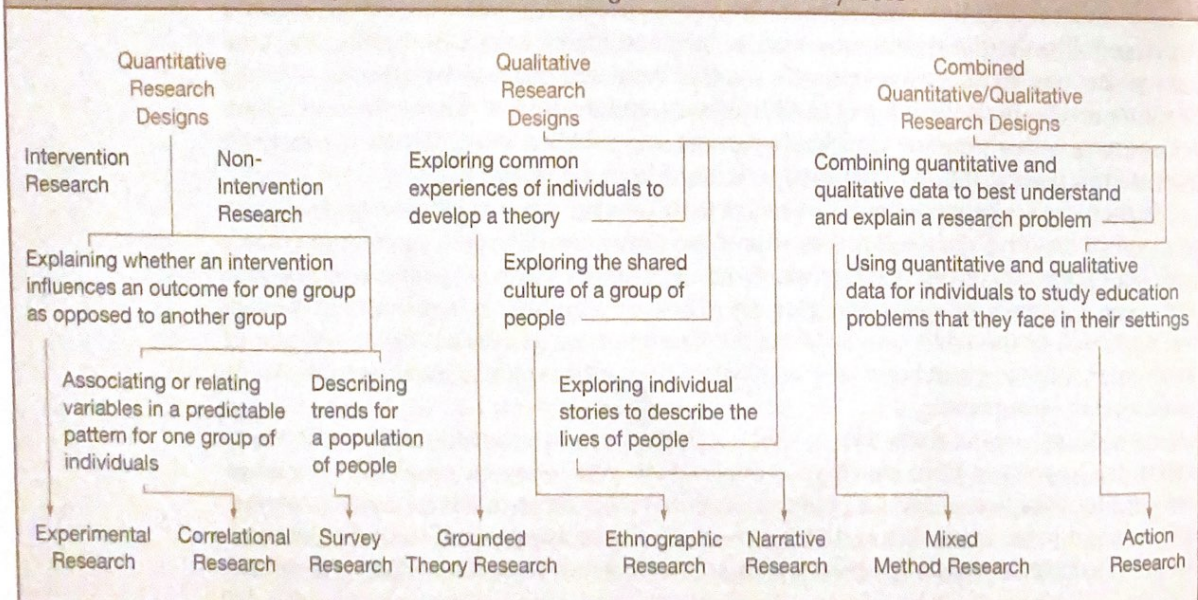 Quantitative
Research
Designs
Qualitative
Research
Designs
Combined
Quantitative/Qulitative
Research Designs
Intervention
Research
Non-
Intervention
Research
Exploring common
experiences of individuals to
develop a theory
Combining quantitative and
qualitative data to best understand
and explain a research problem
Explaining whether an intervention
influences an outcome for one group
as opposed to another group
Exploring the shared
culture of a group of
people
Using quantitative and qualitative
data for individuals to study education
problems that they face in their settings
Associating or relating
variables in a predictable
pattern for one group of
individuals
Describing
trends for
a population
of people
Exploring individual
stories to describe the
lives of people
Experimental
Research
Correlational
Research
Survey
Research
Grounded
Theory Research
Ethnographic
Research
Narrative
Research
Mixed
Method Research
Action
Research